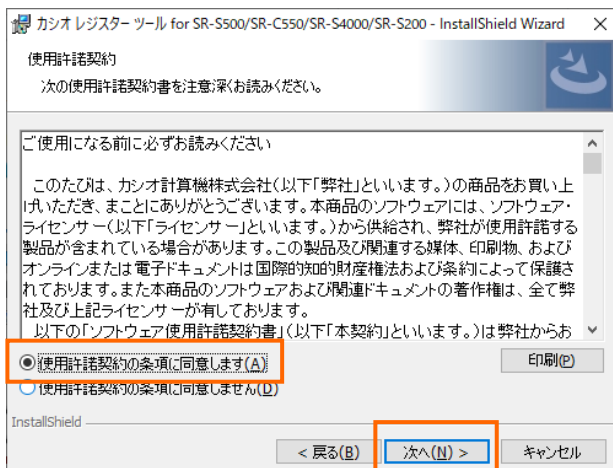 カシオ レジスター ツール for SR-S500/SR-C550/SR-S4000/SR-S200 - InstallShield Wizard
使用許諾契約
次の使用許諾契約書を注意深くお読みください。
ご使用になる前に必ずお読みください
このたびは、カシオ計算機株式会社(以下「弊社」といいます。)の商品をお買い上
げいただき、まことにありがとうございます。本商品のソフトウェアには、ソフトウェア・
ライセンサー(以下「ライセンサー」といいます。)から供給され、弊社が使用許諾する
製品が含まれている場合があります。この製品及び関連する媒体、印刷物、および
オンラインまたは電子ドキュメントは国際的知的財産権法および条約によって保護さ
れております。また本商品のソフトウェアおよび関連ドキュメントの著作権は、全て弊
社及び上記ライセンサーが有しております。
以下の「ソフトウェア使用許諾契約書」(以下「本契約」といいます。)は弊社からお
使用許諾契約の条項に同意します(A)
印刷(P)
使用許諾契約の条項に同意しません(D)
InstallShield
< 戻る(B)
次へ(N) >
キャンセル